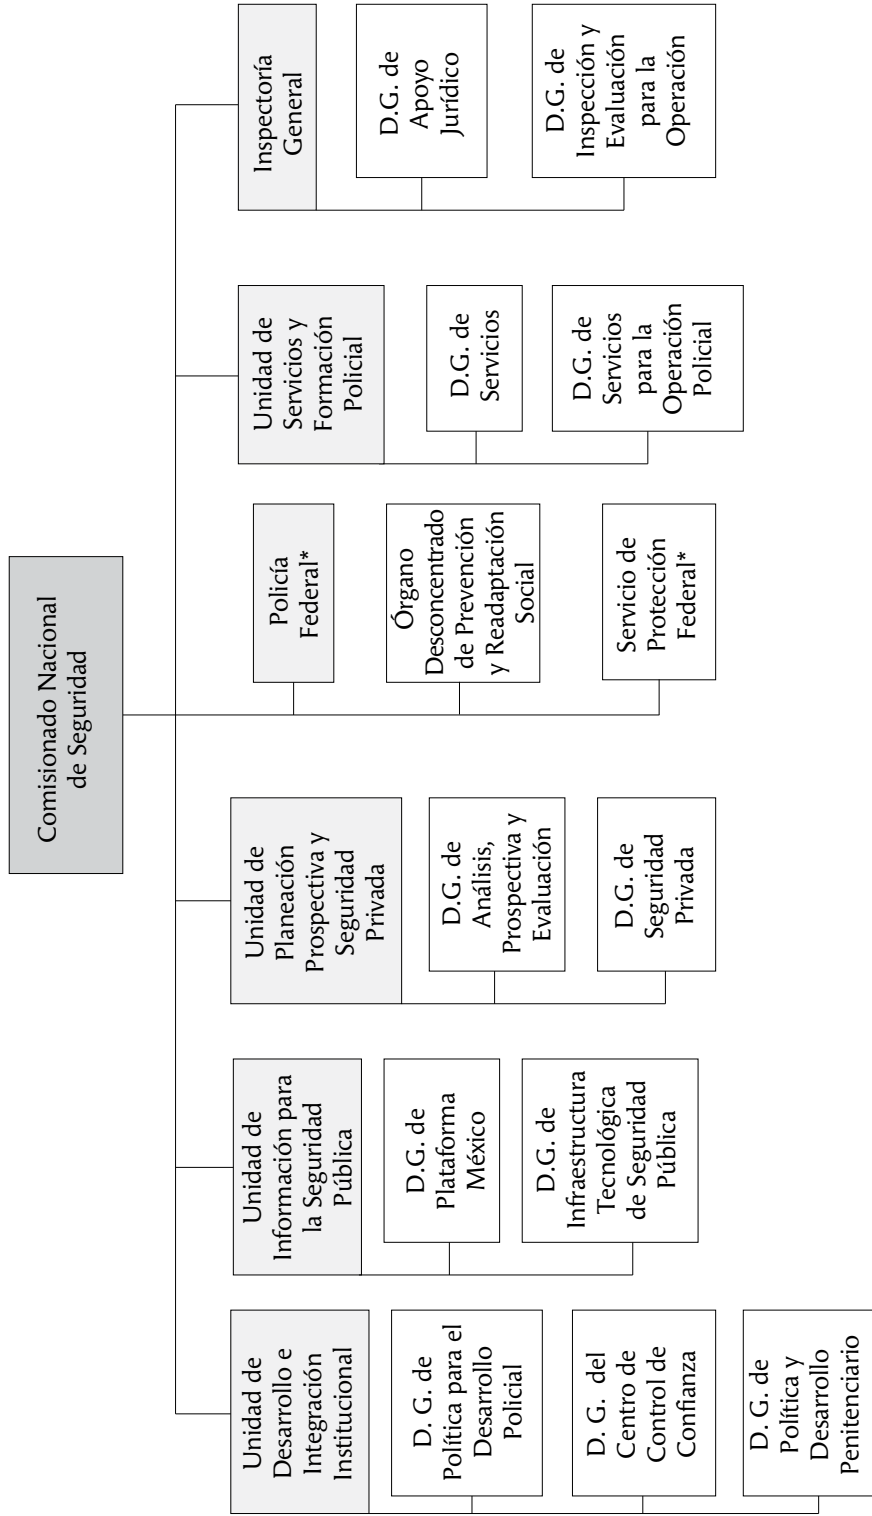 Comisionado Nacional
de Seguridad
Unidad de
Desarrollo e
Integración
Institucional
D. G. de
Política para el
Desarrollo
Policial
D. G. del
Centro de
Control de
Confianza
D. G. de
Política y
Desarrollo
Penitenciario
Unidad de
Información para
la Seguridad
Pública
D.G. de
Plataforma
México
D.G. de
Infraestructura
Tecnológica
de Seguridad
Pública
Unidad de
Planeación
Prospectiva y
Seguridad
Privada
D.G. de
Análisis,
Prospectiva y
Evaluación
D.G. de
Seguridad
Privada
Policía
Federal*
Órgano
Desconcentrado
de Prevención
y Readaptación
Social
Servicio de
Protección
Federal*
Unidad de
Servicios y
Formación
Policial
D.G. de
Servicios
D.G. de
Servicios
para la
Operación
Policial
Inspectoría
General
D.G. de
Apoyo
Jurídico
D.G. de
Inspección y
Evaluación
para la
Operación